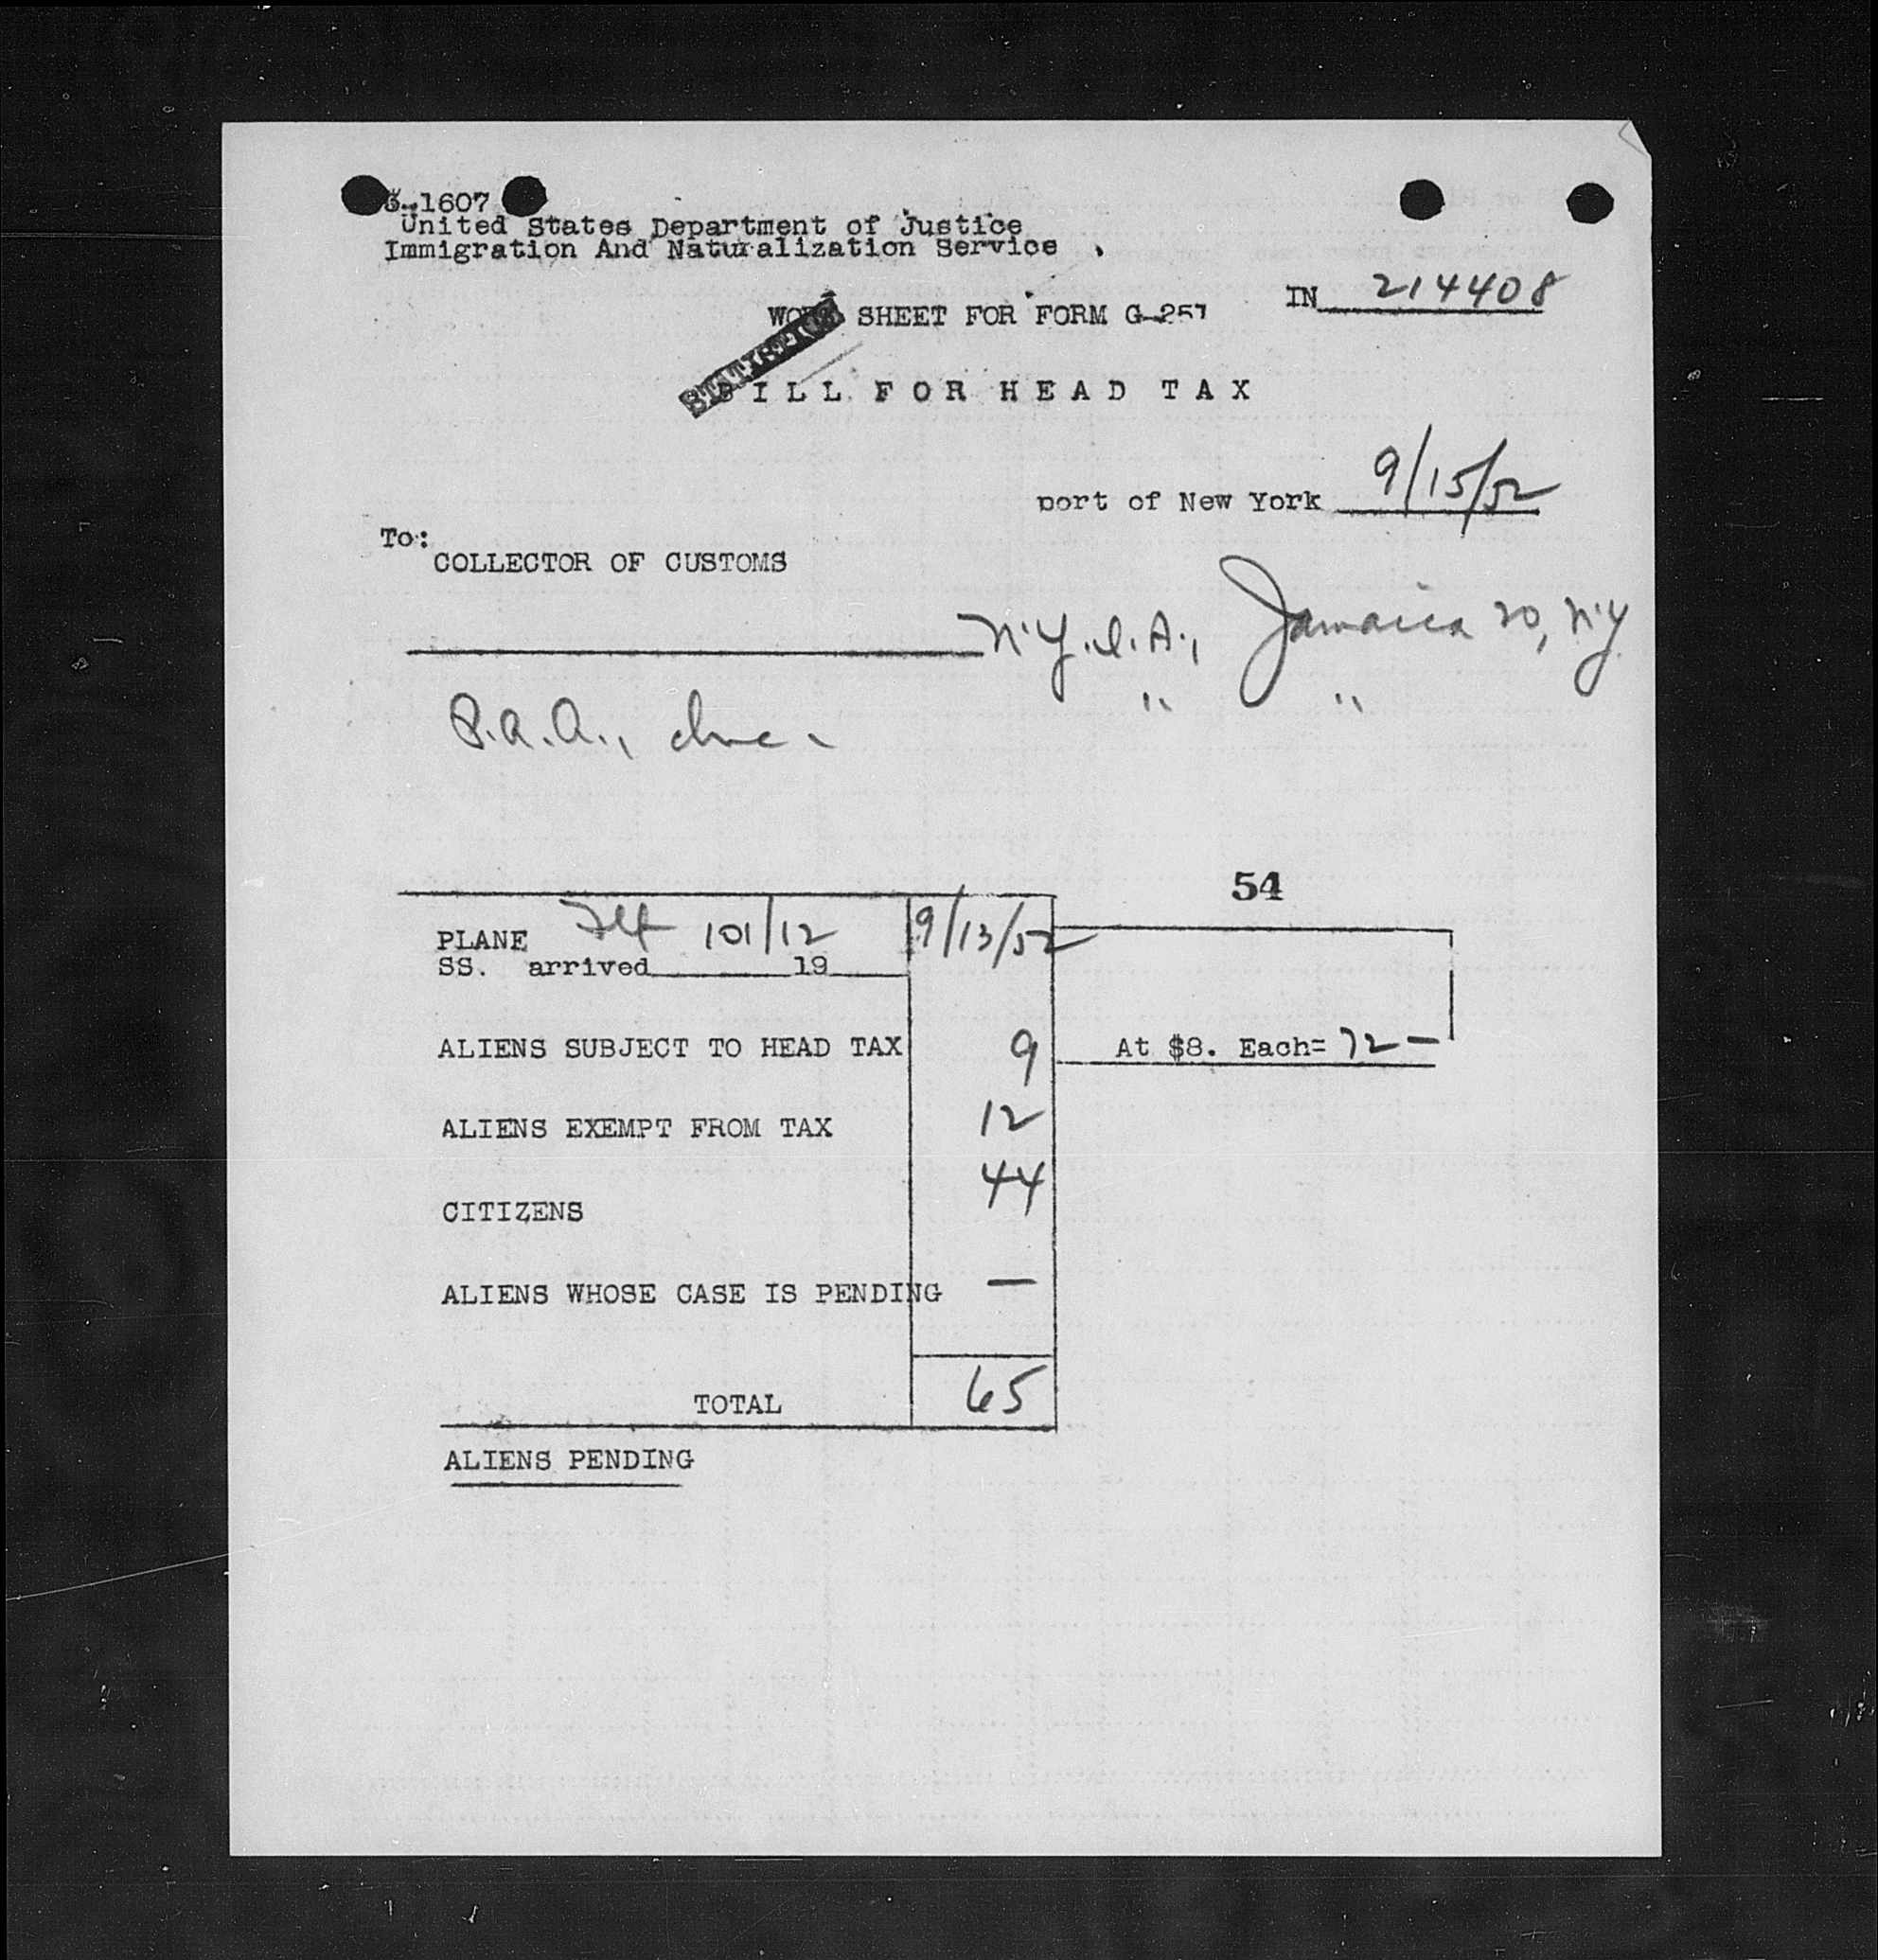 G-1607
United States Department of Justice
Immigration And Naturalization Service
IN 214408
WORK SHEET FOR FORM G-257
STATISTICS
BILL FOR HEAD TAX
port of New York 9/15/52
To:
COLLECTOR OF CUSTOMS
N.Y.I.A., Jamaica 20, N.Y.
" "
P.A.A., Inc.
54
PLANE Flt 101/12 9/13/52
SS. arrived 19
ALIENS SUBJECT TO HEAD TAX 9 At $8. Each= 72 —
ALIENS EXEMPT FROM TAX 12
CITIZENS 44
ALIENS WHOSE CASE IS PENDING —
TOTAL 65
ALIENS PENDING